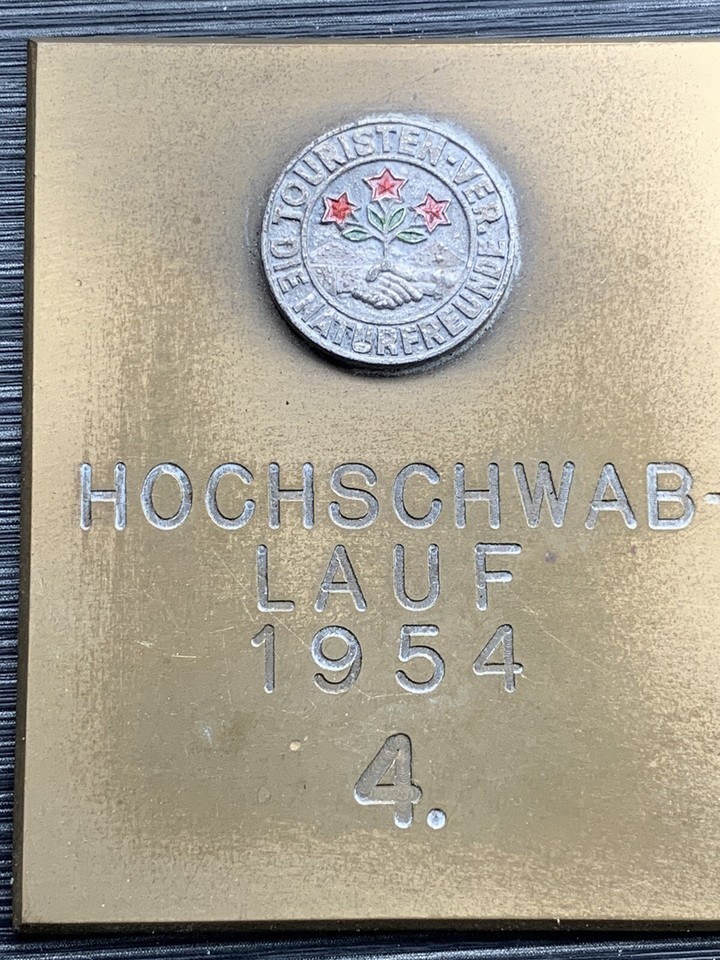 TOURISTEN-VER.
DIE NATURFREUNDE
HOCHSCHWAB-
LAUF
1954
4.